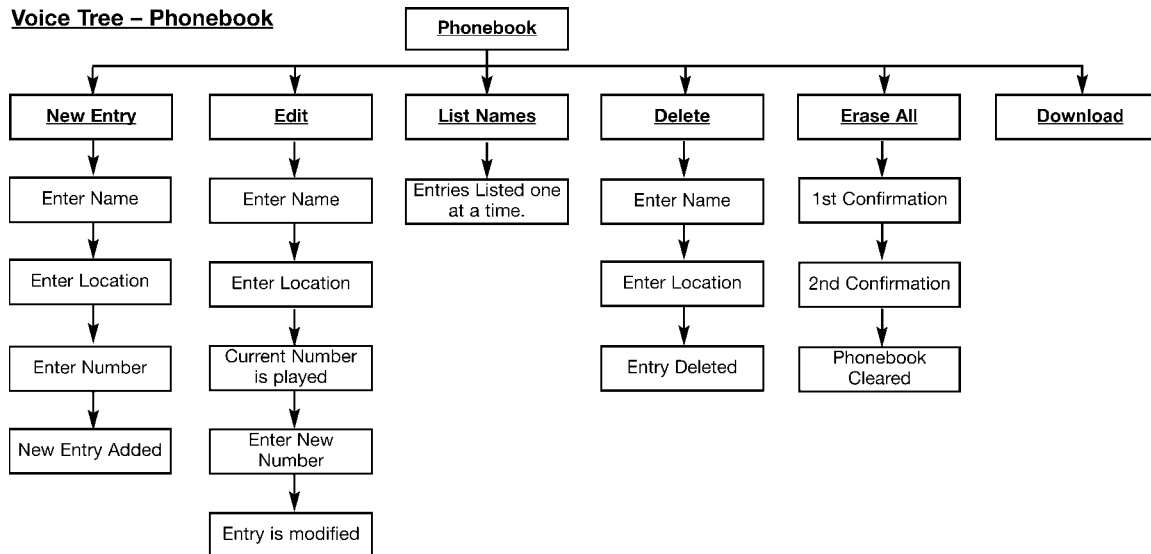 Voice Tree – Phonebook
Phonebook
New Entry
Edit
List Names
Delete
Erase All
Download
Enter Name
Enter Location
Enter Number
New Entry Added
Enter Name
Enter Location
Current Number
is played
Enter New
Number
Entry is modified
Entries Listed one
at a time.
Enter Name
Enter Location
Entry Deleted
1st Confirmation
2nd Confirmation
Phonebook
Cleared